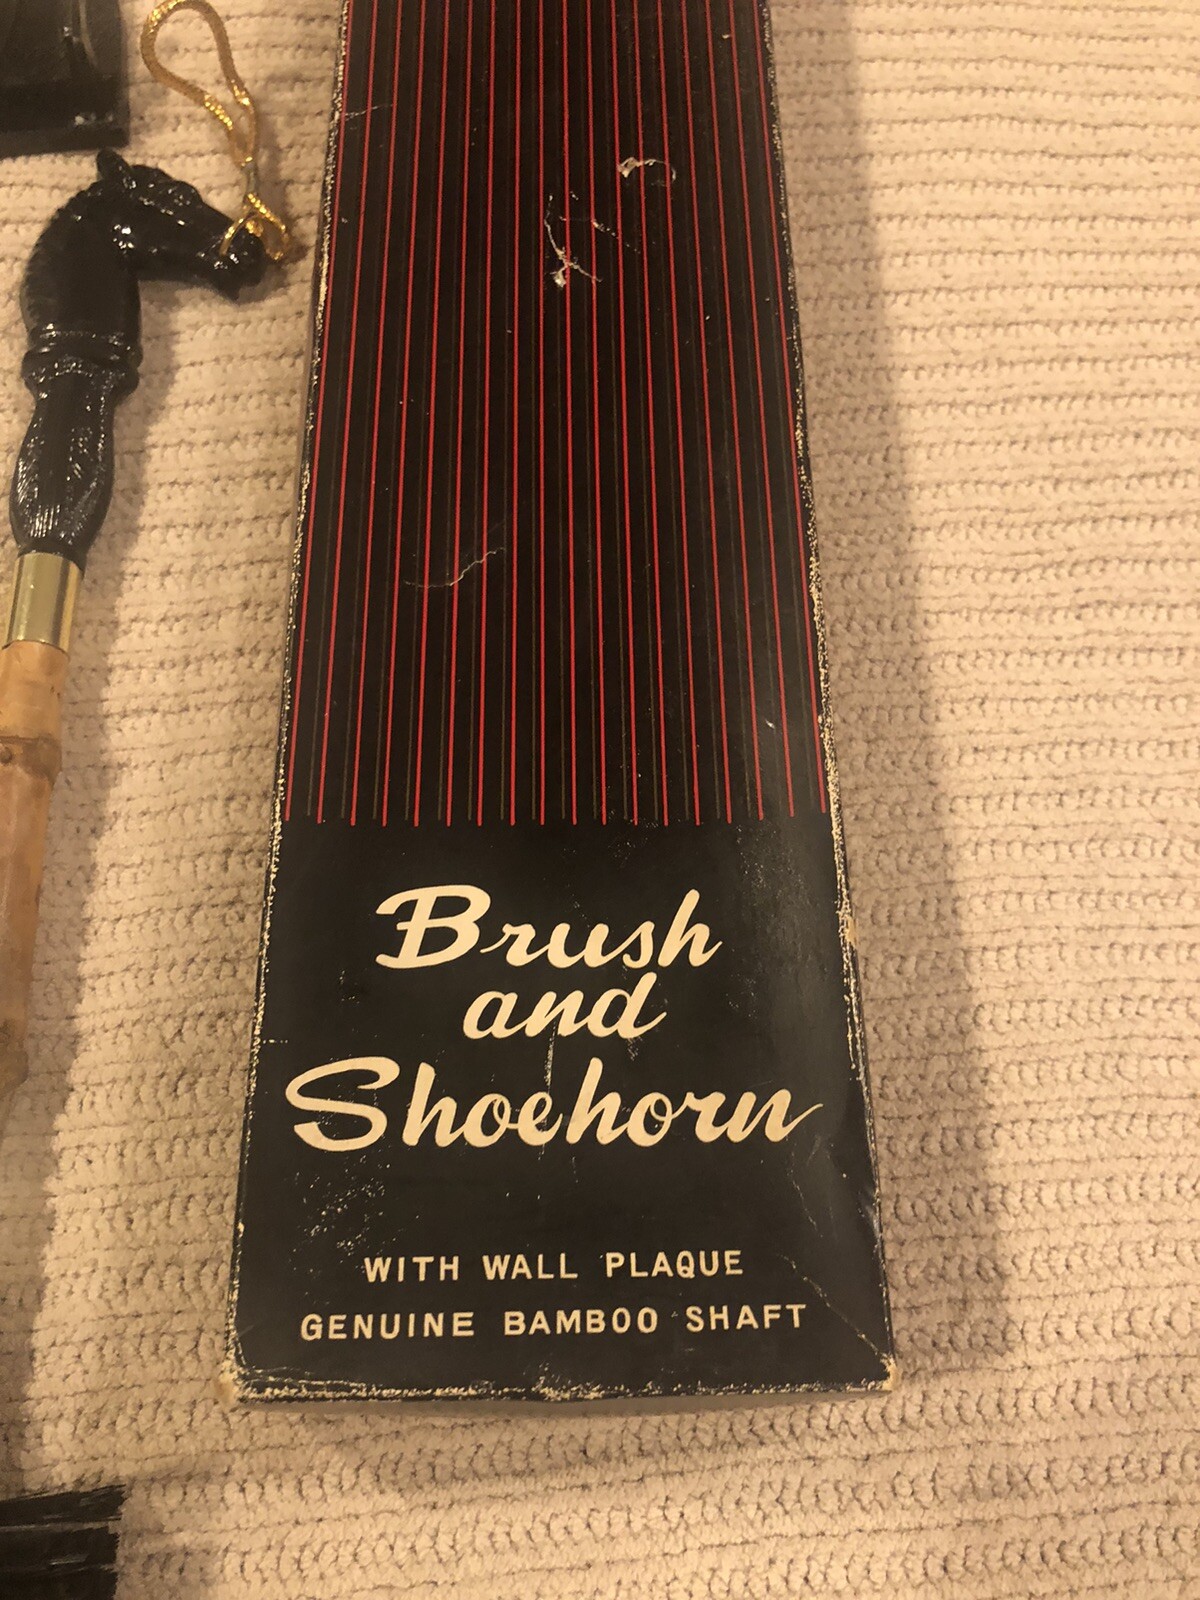 Brush
and
Shoehorn
WITH WALL PLAQUE
GENUINE BAMBOO SHAFT